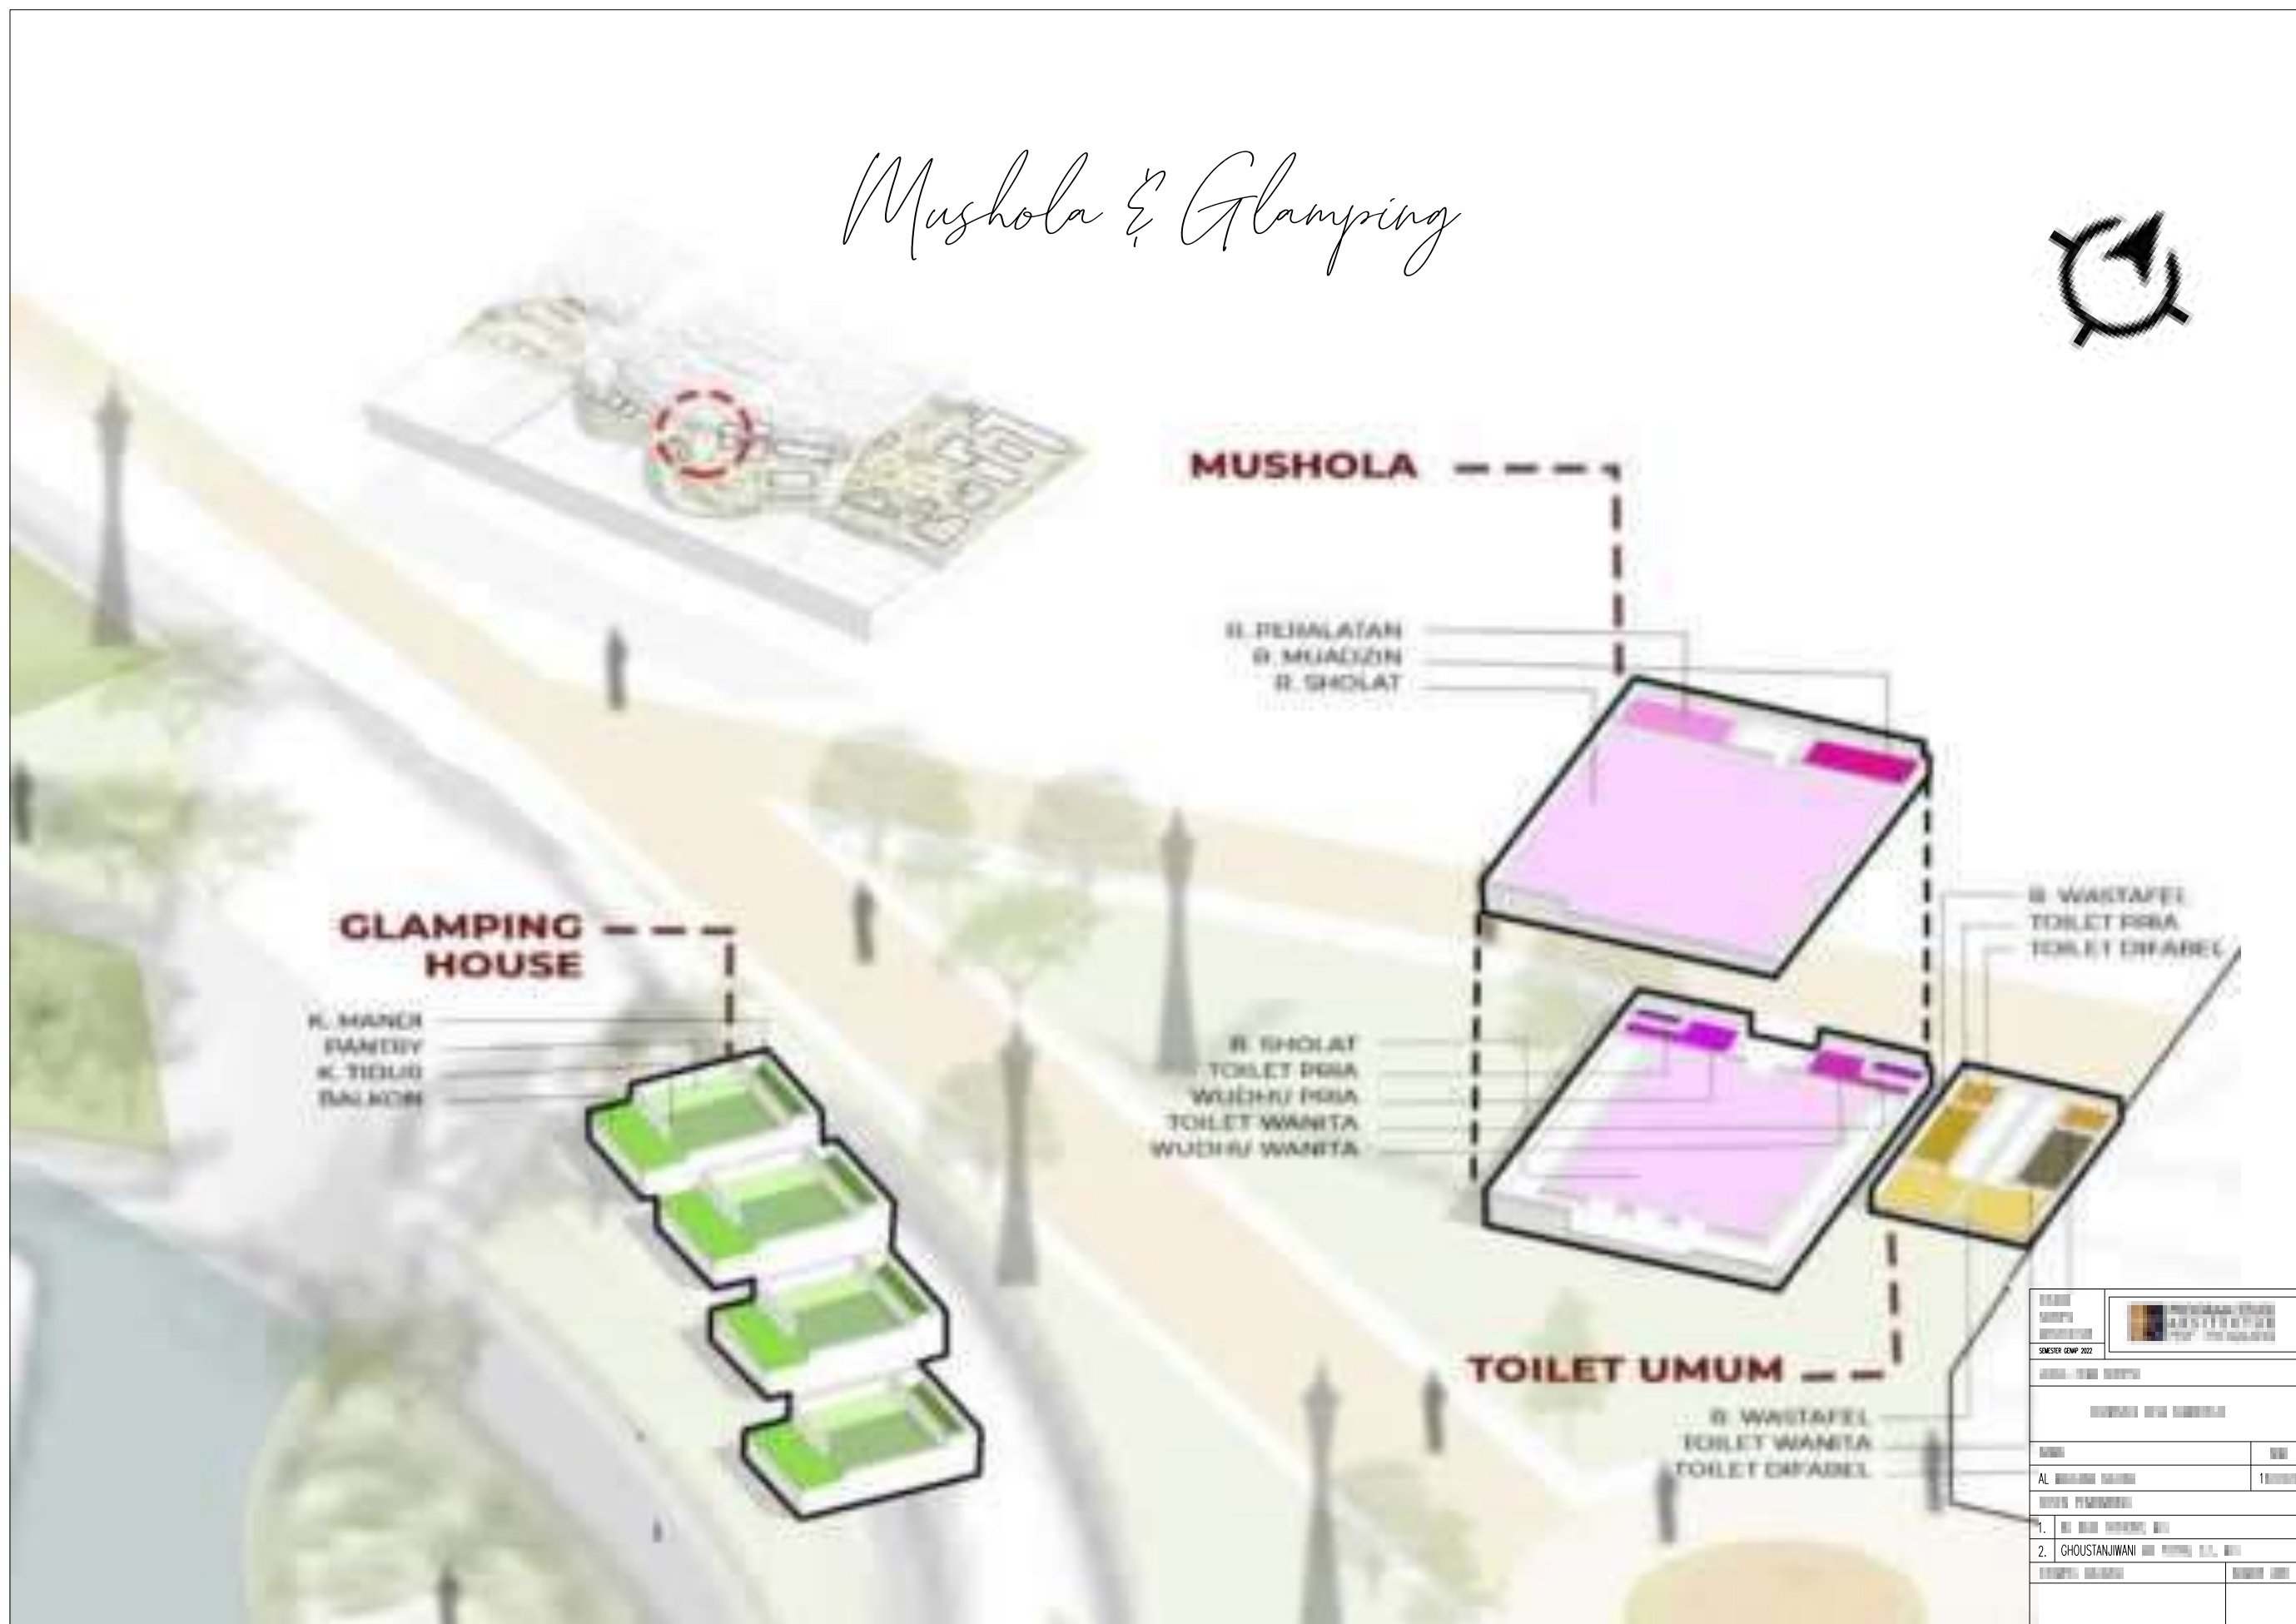 Mushola & Glamping
MUSHOLA
R. PERALATAN
R. MUADZIN
R. SHOLAT
R. WASTAFEL
TOILET PRIA
TOILET DIFABEL
GLAMPING
HOUSE
K. MANDI
PANTRY
K. TIDUR
BALKON
R. SHOLAT
TOILET PRIA
WUDHU PRIA
TOILET WANITA
WUDHU WANITA
TOILET UMUM
R. WASTAFEL
TOILET WANITA
TOILET DIFABEL
SEMESTER GENAP 2022
AL
1.
2. GHOUSTANJIWANI